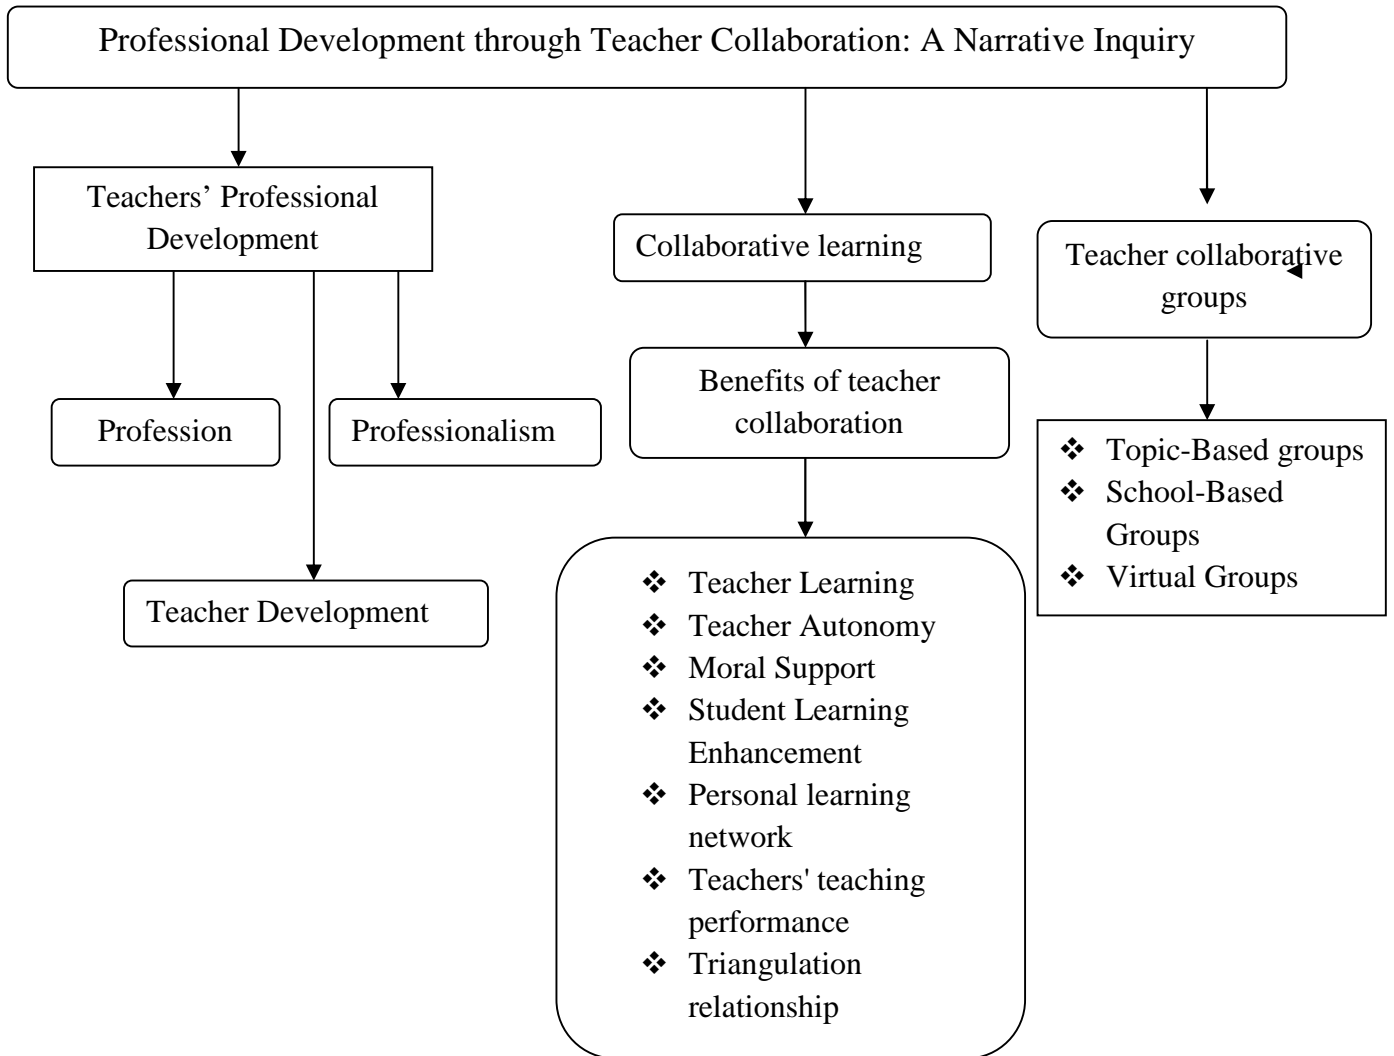 Professional Development through Teacher Collaboration: A Narrative Inquiry
Teachers’ Professional
Development
Profession
Professionalism
Teacher Development
Collaborative learning
Benefits of teacher
collaboration
❖ Teacher Learning
❖ Teacher Autonomy
❖ Moral Support
❖ Student Learning
Enhancement
❖ Personal learning
network
❖ Teachers' teaching
performance
❖ Triangulation
relationship
Teacher collaborative
groups
❖ Topic-Based groups
❖ School-Based
Groups
❖ Virtual Groups